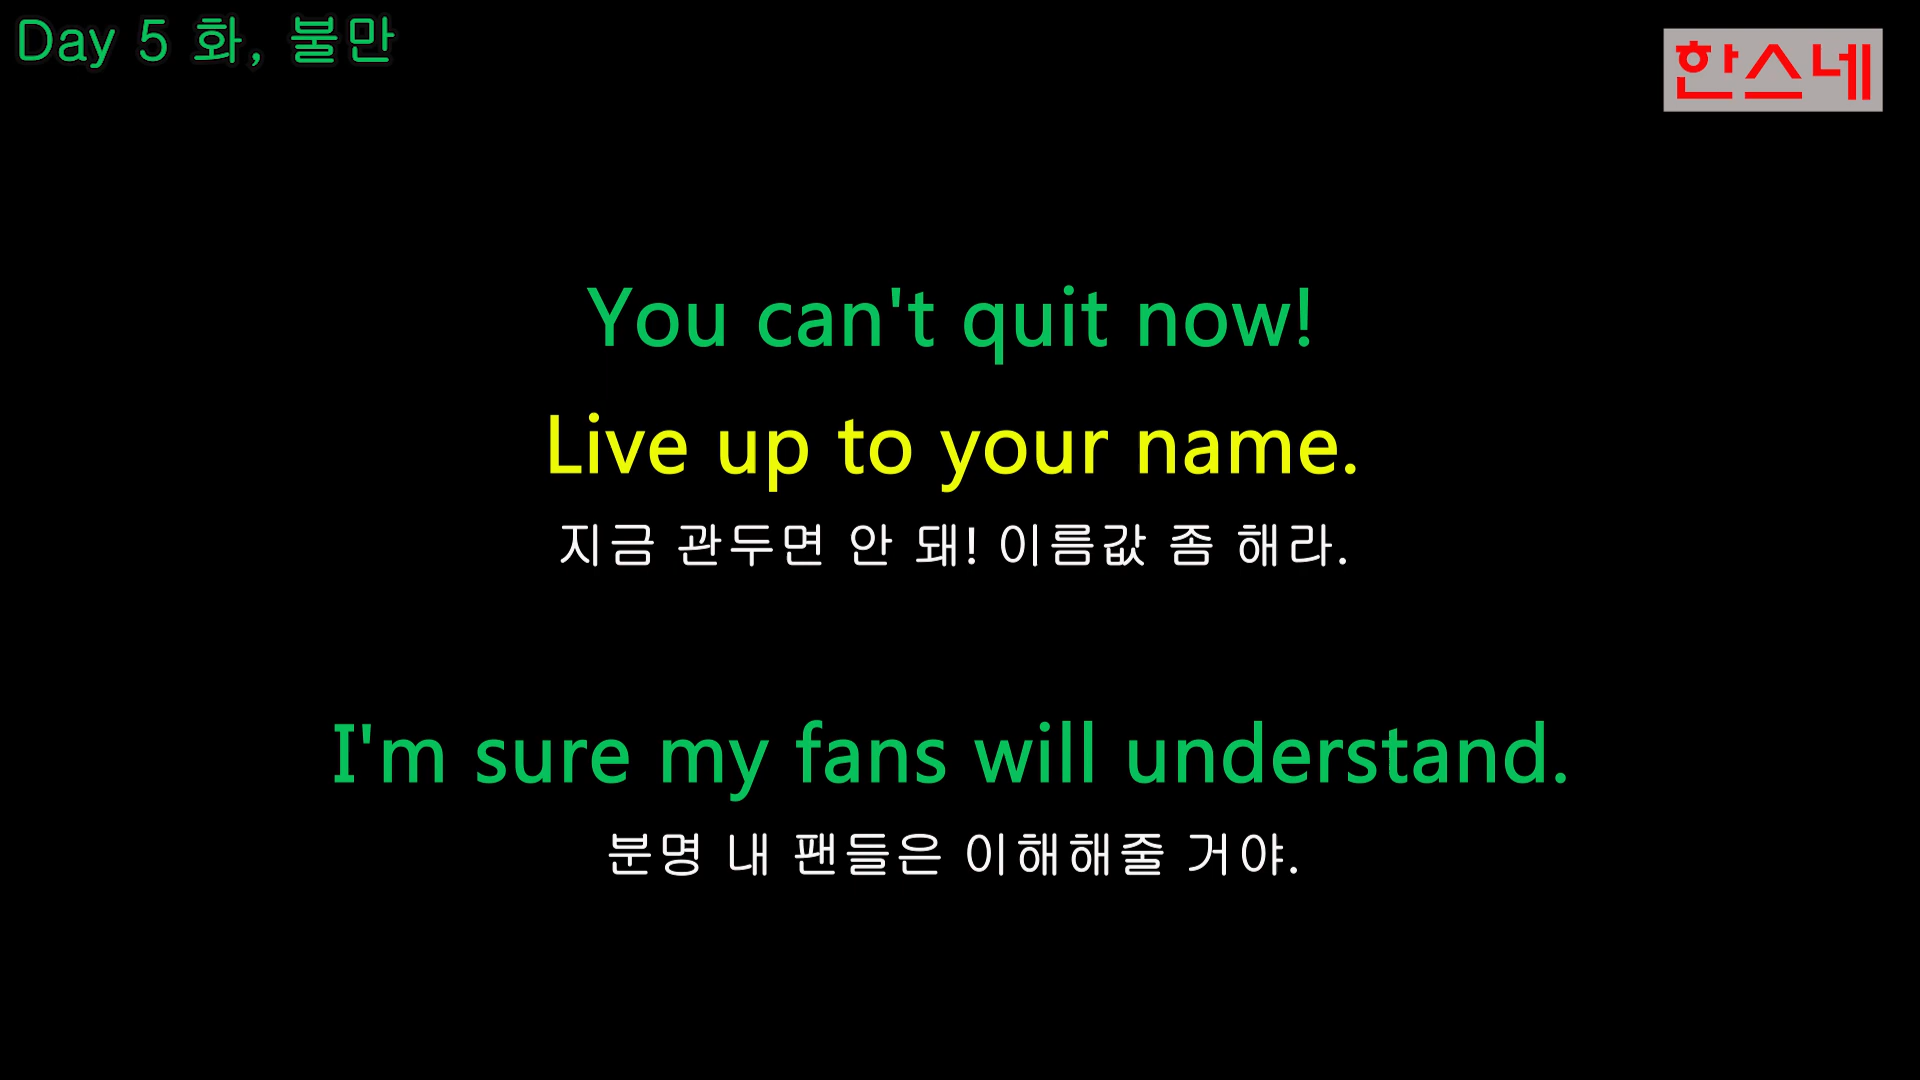 Day 5 화, 불만
한스네
You can't quit now!
Live up to your name.
지금 관두면 안 돼! 이름값 좀 해라.
I'm sure my fans will understand.
분명 내 팬들은 이해해줄 거야.